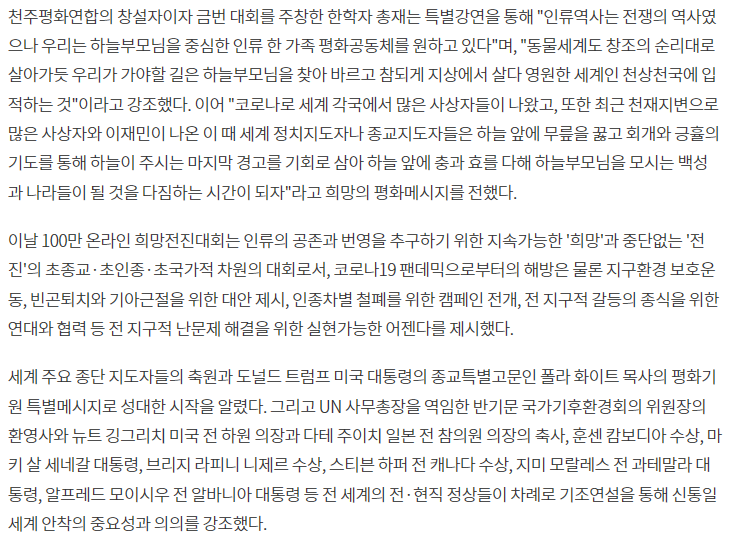 천주평화연합의 창설자이자 금번 대회를 주창한 한학자 총재는 특별강연을 통해 "인류역사는 전쟁의 역사였
으나 우리는 하늘부모님을 중심한 인류 한 가족 평화공동체를 원하고 있다"며, "동물세계도 창조의 순리대로
살아가듯 우리가 가야할 길은 하늘부모님을 찾아 바르고 참되게 지상에서 살다 영원한 세계인 천상천국에 입
적하는 것"이라고 강조했다. 이어 "코로나로 세계 각국에서 많은 사상자들이 나왔고, 또한 최근 천재지변으로
많은 사상자와 이재민이 나온 이 때 세계 정치지도자나 종교지도자들은 하늘 앞에 무릎을 꿇고 회개와 긍휼의
기도를 통해 하늘이 주시는 마지막 경고를 기회로 삼아 하늘 앞에 충과 효를 다해 하늘부모님을 모시는 백성
과 나라들이 될 것을 다짐하는 시간이 되자"라고 희망의 평화메시지를 전했다.
이날 100만 온라인 희망전진대회는 인류의 공존과 번영을 추구하기 위한 지속가능한 '희망'과 중단없는 '전
진'의 초종교·초인종·초국가적 차원의 대회로서, 코로나19 팬데믹으로부터의 해방은 물론 지구환경 보호운
동, 빈곤퇴치와 기아근절을 위한 대안 제시, 인종차별 철폐를 위한 캠페인 전개, 전 지구적 갈등의 종식을 위한
연대와 협력 등 전 지구적 난문제 해결을 위한 실현가능한 어젠다를 제시했다.
세계 주요 종단 지도자들의 축원과 도널드 트럼프 미국 대통령의 종교특별고문인 폴라 화이트 목사의 평화기
원 특별메시지로 성대한 시작을 알렸다. 그리고 UN 사무총장을 역임한 반기문 국가기후환경회의 위원장의
환영사와 뉴트 깅그리치 미국 전 하원 의장과 다테 주이치 일본 전 참의원 의장의 축사, 훈센 캄보디아 수상, 마
키 살 세네갈 대통령, 브리지 라피니 니제르 수상, 스티븐 하퍼 전 캐나다 수상, 지미 모랄레스 전 과테말라 대
통령, 알프레드 모이시우 전 알바니아 대통령 등 전 세계의 전·현직 정상들이 차례로 기조연설을 통해 신통일
세계 안착의 중요성과 의의를 강조했다.